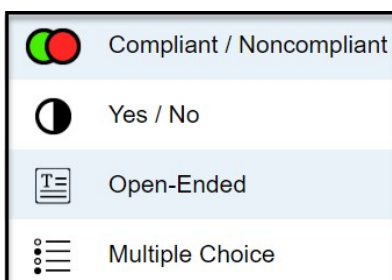 Compliant / Noncompliant
Yes / No
T= Open-Ended
Multiple Choice